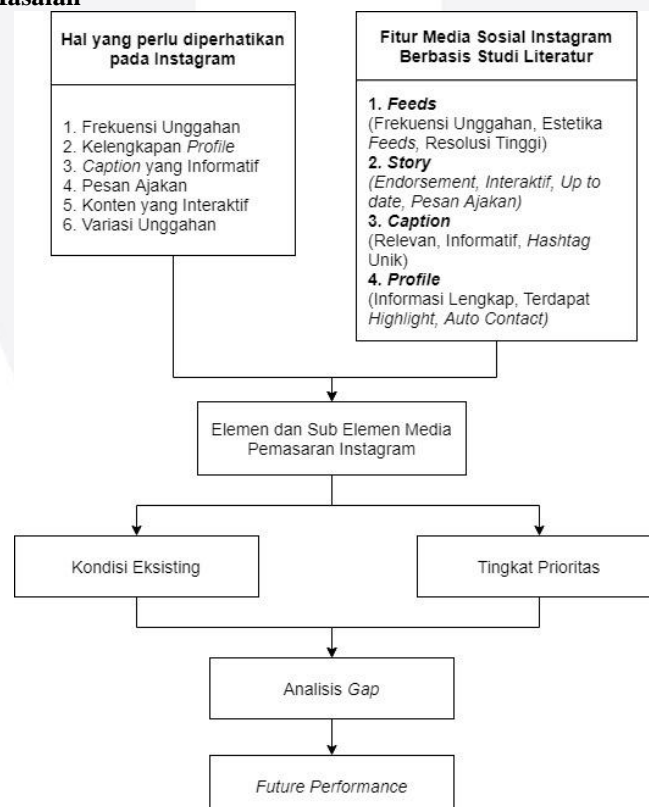 Hal yang perlu diperhatikan
pada Instagram
1. Frekuensi Unggahan
2. Kelengkapan Profile
3. Caption yang Informatif
4. Pesan Ajakan
5. Konten yang Interaktif
6. Variasi Unggahan
Fitur Media Sosial Instagram
Berbasis Studi Literatur
1. Feeds
(Frekuensi Unggahan, Estetika
Feeds, Resolusi Tinggi)
2. Story
(Endorsement, Interaktif, Up to
date, Pesan Ajakan)
3. Caption
(Relevan, Informatif, Hashtag
Unik)
4. Profile
(Informasi Lengkap, Terdapat
Highlight, Auto Contact)
Elemen dan Sub Elemen Media
Pemasaran Instagram
Kondisi Eksisting
Tingkat Prioritas
Analisis Gap
Future Performance